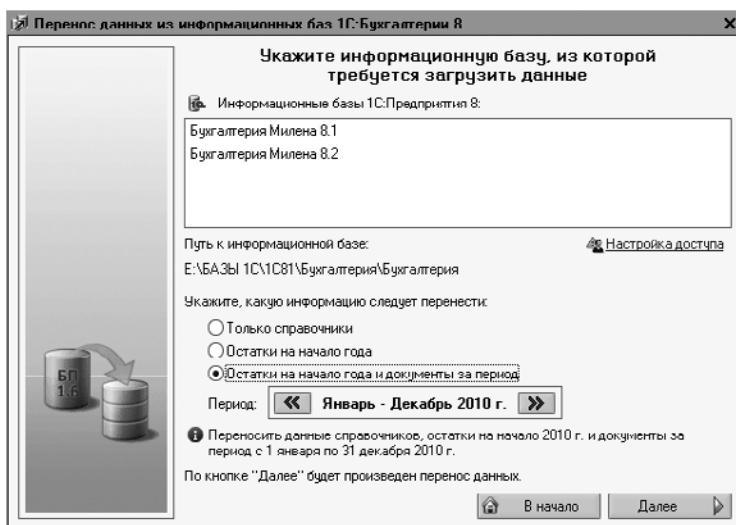 Перенос данных из информационных баз 1С:Бухгалтерии 8
Укажите информационную базу, из которой
требуется загрузить данные
Информационные базы 1С:Предприятия 8:
Бухгалтерия Милена 8.1
Бухгалтерия Милена 8.2
Путь к информационной базе:
Настройка доступа
E:\БАЗЫ 1С\1С81\Бухгалтерия\Бухгалтерия
Укажите, какую информацию следует перенести:
Только справочники
Остатки на начало года
Остатки на начало года и документы за период
Период: Январь - Декабрь 2010 г.
Переносить данные справочников, остатки на начало 2010 г. и документы за
период с 1 января по 31 декабря 2010 г.
По кнопке "Далее" будет произведен перенос данных.
БП
1.6
В начало
Далее